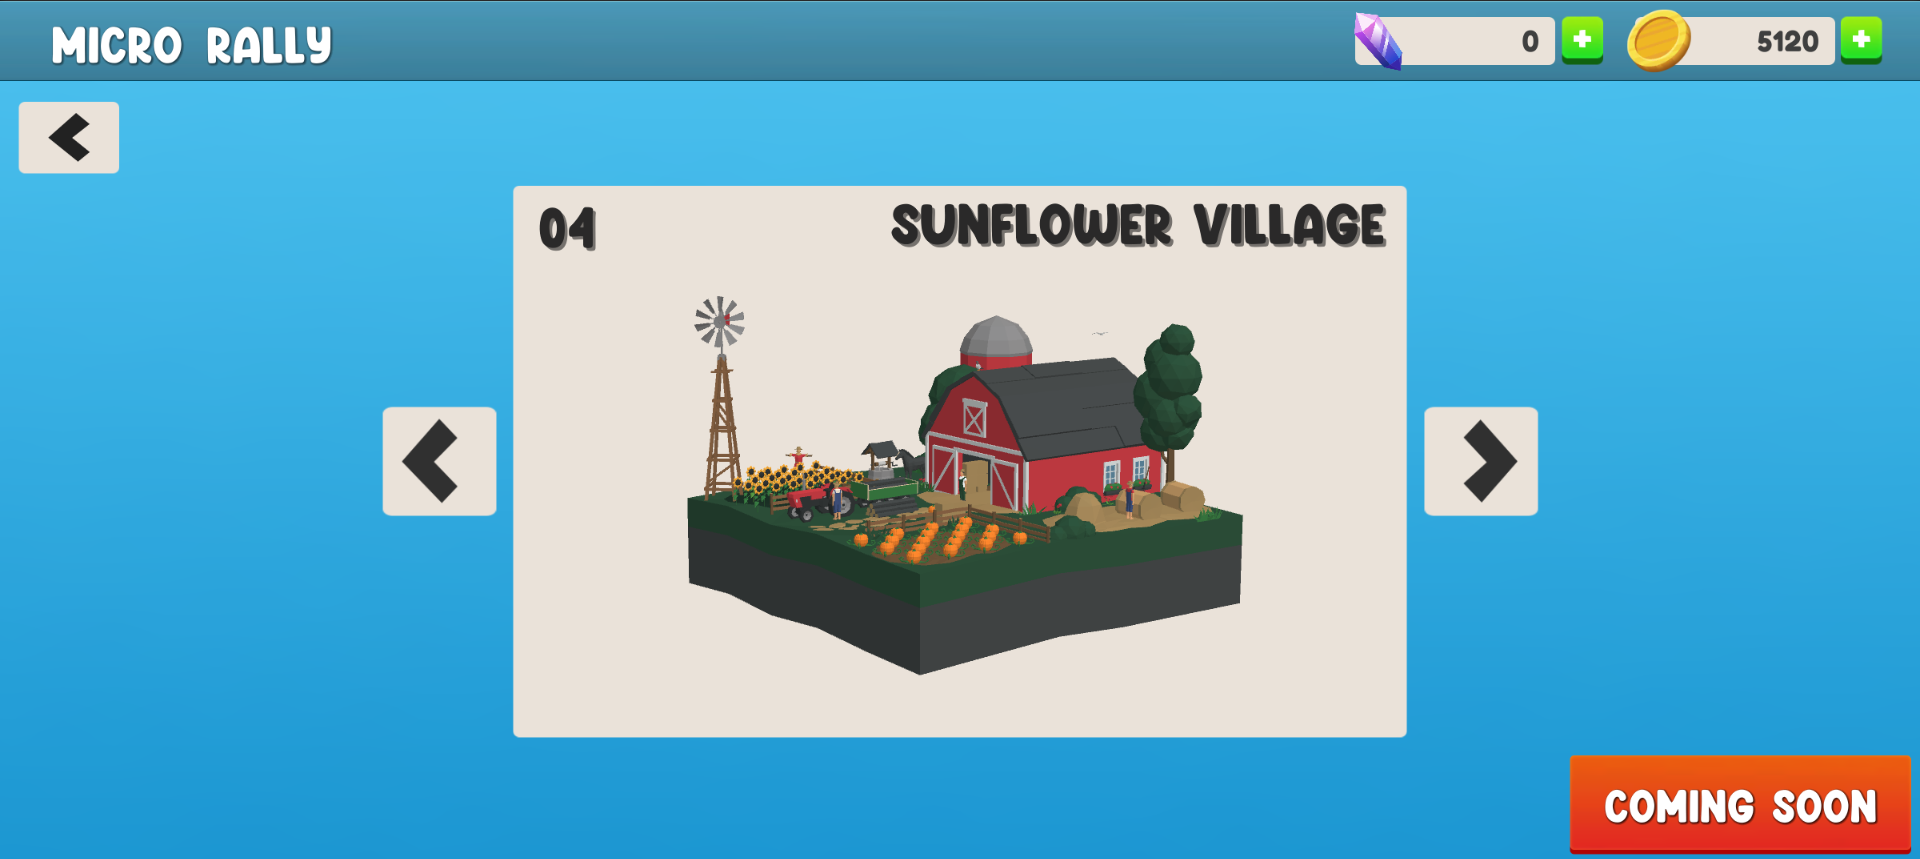 MICRO RALLY
0
5120
04
SUNFLOWER VILLAGE
COMING SOON